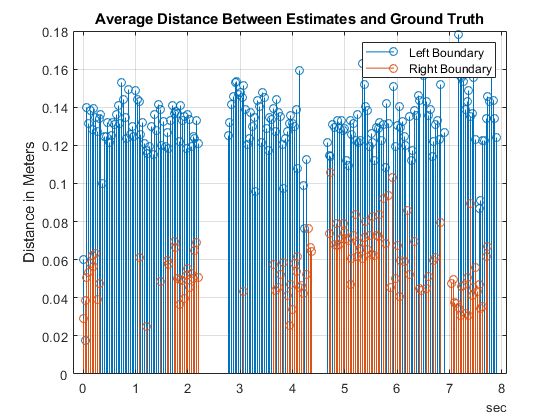 Average Distance Between Estimates and Ground Truth
0.18
0.16
0.14
0.12
0.1
0.08
0.06
0.04
0.02
0
Distance in Meters
Left Boundary
Right Boundary
0 1 2 3 4 5 6 7 8
sec